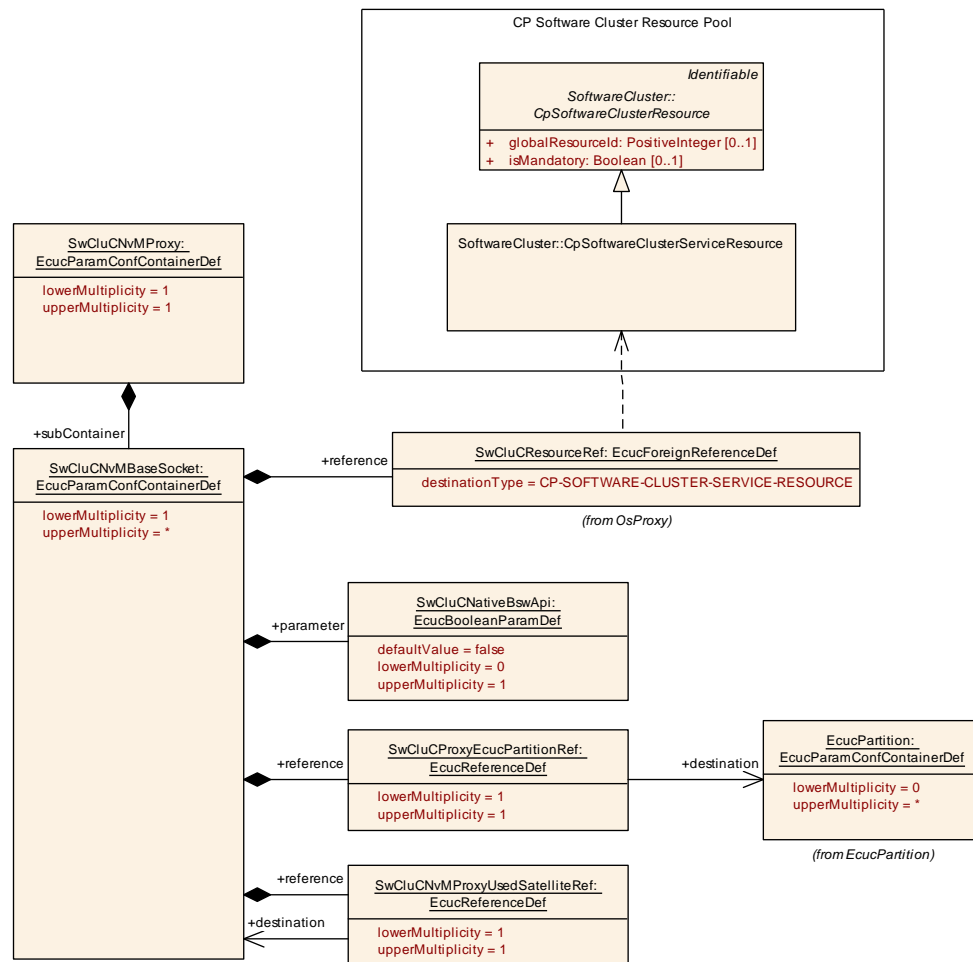 CP Software Cluster Resource Pool
Identifiable
SoftwareCluster::
CpSoftwareClusterResource
+ globalResourceId: PositiveInteger [0..1]
+ isMandatory: Boolean [0..1]
SoftwareCluster::CpSoftwareClusterServiceResource
SwCluCNvMProxy:
EcucParamConfContainerDef
lowerMultiplicity = 1
upperMultiplicity = 1
+subContainer
SwCluCNvMBaseSocket:
EcucParamConfContainerDef
lowerMultiplicity = 1
upperMultiplicity = *
+reference
SwCluCResourceRef: EcucForeignReferenceDef
destinationType = CP-SOFTWARE-CLUSTER-SERVICE-RESOURCE
(from OsProxy)
+parameter
SwCluCNativeBswApi:
EcucBooleanParamDef
defaultValue = false
lowerMultiplicity = 0
upperMultiplicity = 1
+reference
SwCluCProxyEcucPartitionRef:
EcucReferenceDef
lowerMultiplicity = 1
upperMultiplicity = 1
+destination
EcucPartition:
EcucParamConfContainerDef
lowerMultiplicity = 0
upperMultiplicity = *
(from EcucPartition)
+reference
+destination
SwCluCNvMProxyUsedSatelliteRef:
EcucReferenceDef
lowerMultiplicity = 1
upperMultiplicity = 1